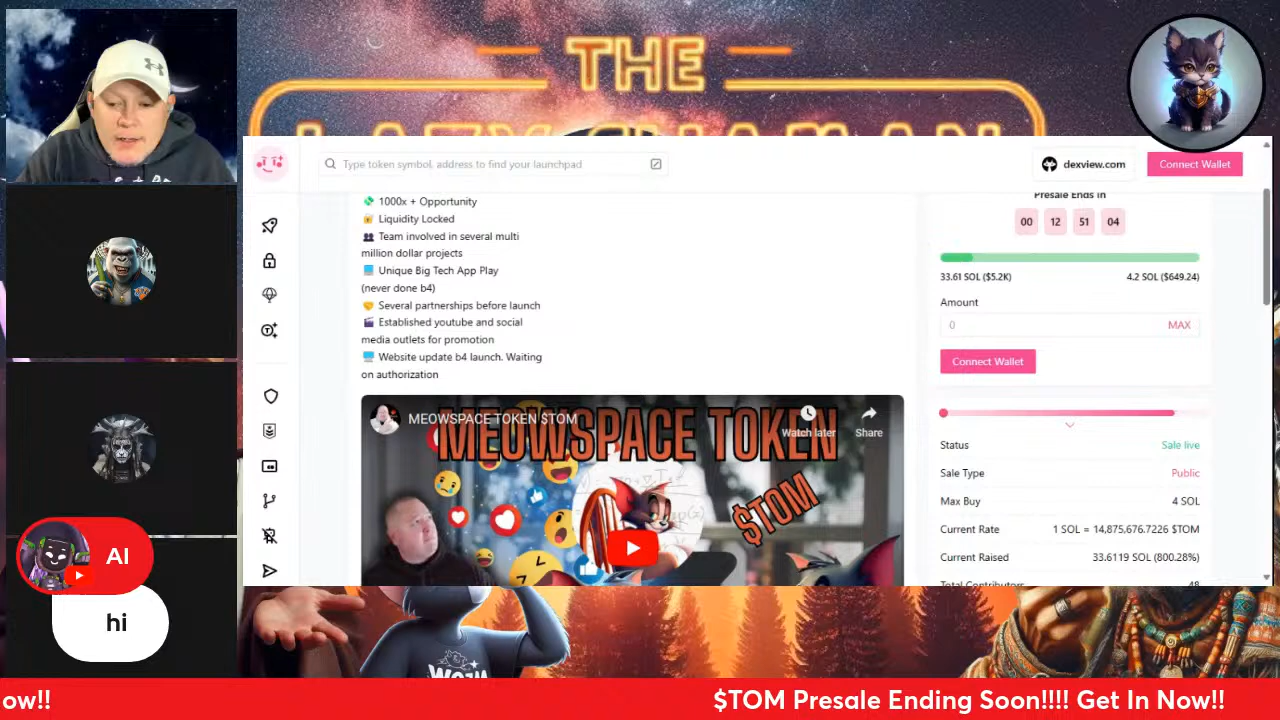 THE
LAZY SHAMAN
Type token symbol, address to find your launchpad
dexview.com
Connect Wallet
1000x + Opportunity
Liquidity Locked
Team involved in several multi
million dollar projects
Unique Big Tech App Play
(never done b4)
Several partnerships before launch
Established youtube and social
media outlets for promotion
Website update b4 launch. Waiting
on authorization
MEOWSPACE TOKEN $TOM
Watch later
Share
MEOWSPACE TOKEN
$TOM
Presale Ends In
00 12 51 04
33.61 SOL ($5.2K) 4.2 SOL ($649.24)
Amount
0 MAX
Connect Wallet
Status Sale live
Sale Type Public
Max Buy 4 SOL
Current Rate 1 SOL = 14,875,676.7226 $TOM
Current Raised 33.6119 SOL (800.28%)
Total Contributors 48
AI
hi
ow!! $TOM Presale Ending Soon!!!! Get In Now!!